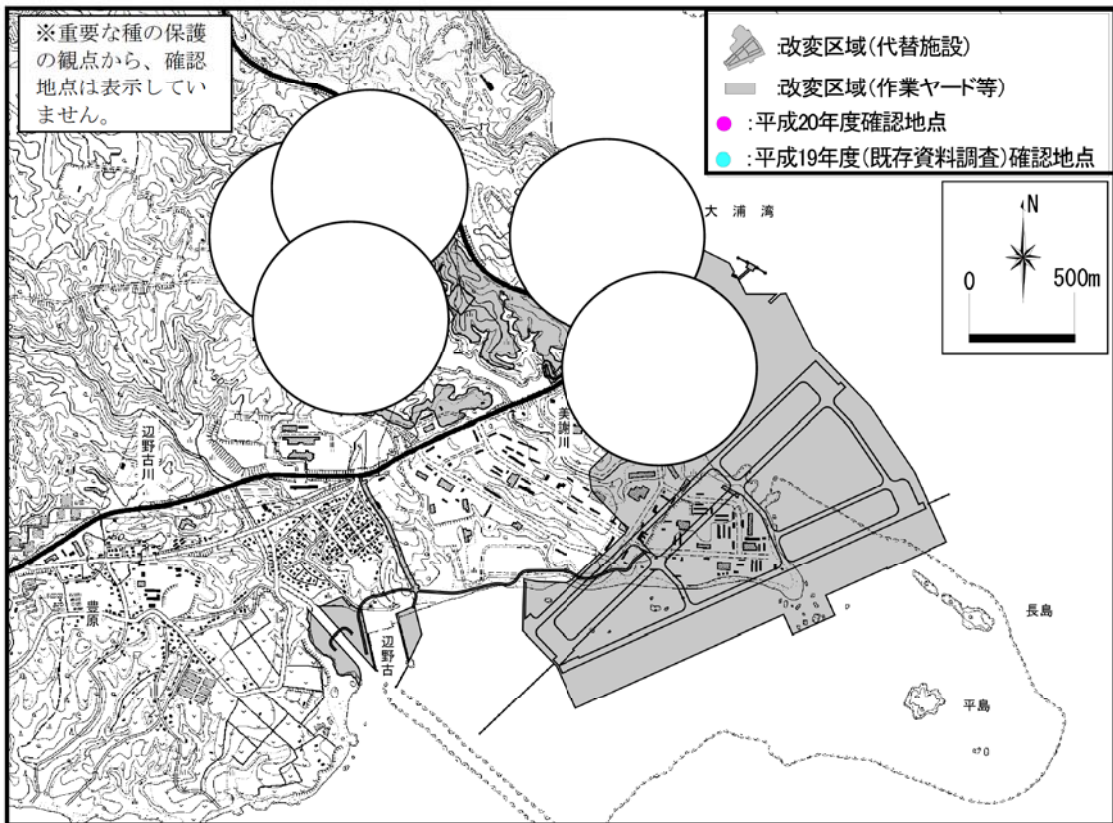 ※重要な種の保護
の観点から、確認
地点は表示してい
ません。
:改変区域(代替施設)
:改変区域(作業ヤード等)
:平成20年度確認地点
:平成19年度(既存資料調査)確認地点
大浦湾
N
0 500m
辺野古川
美謝川
豊原
辺野古
長島
平島